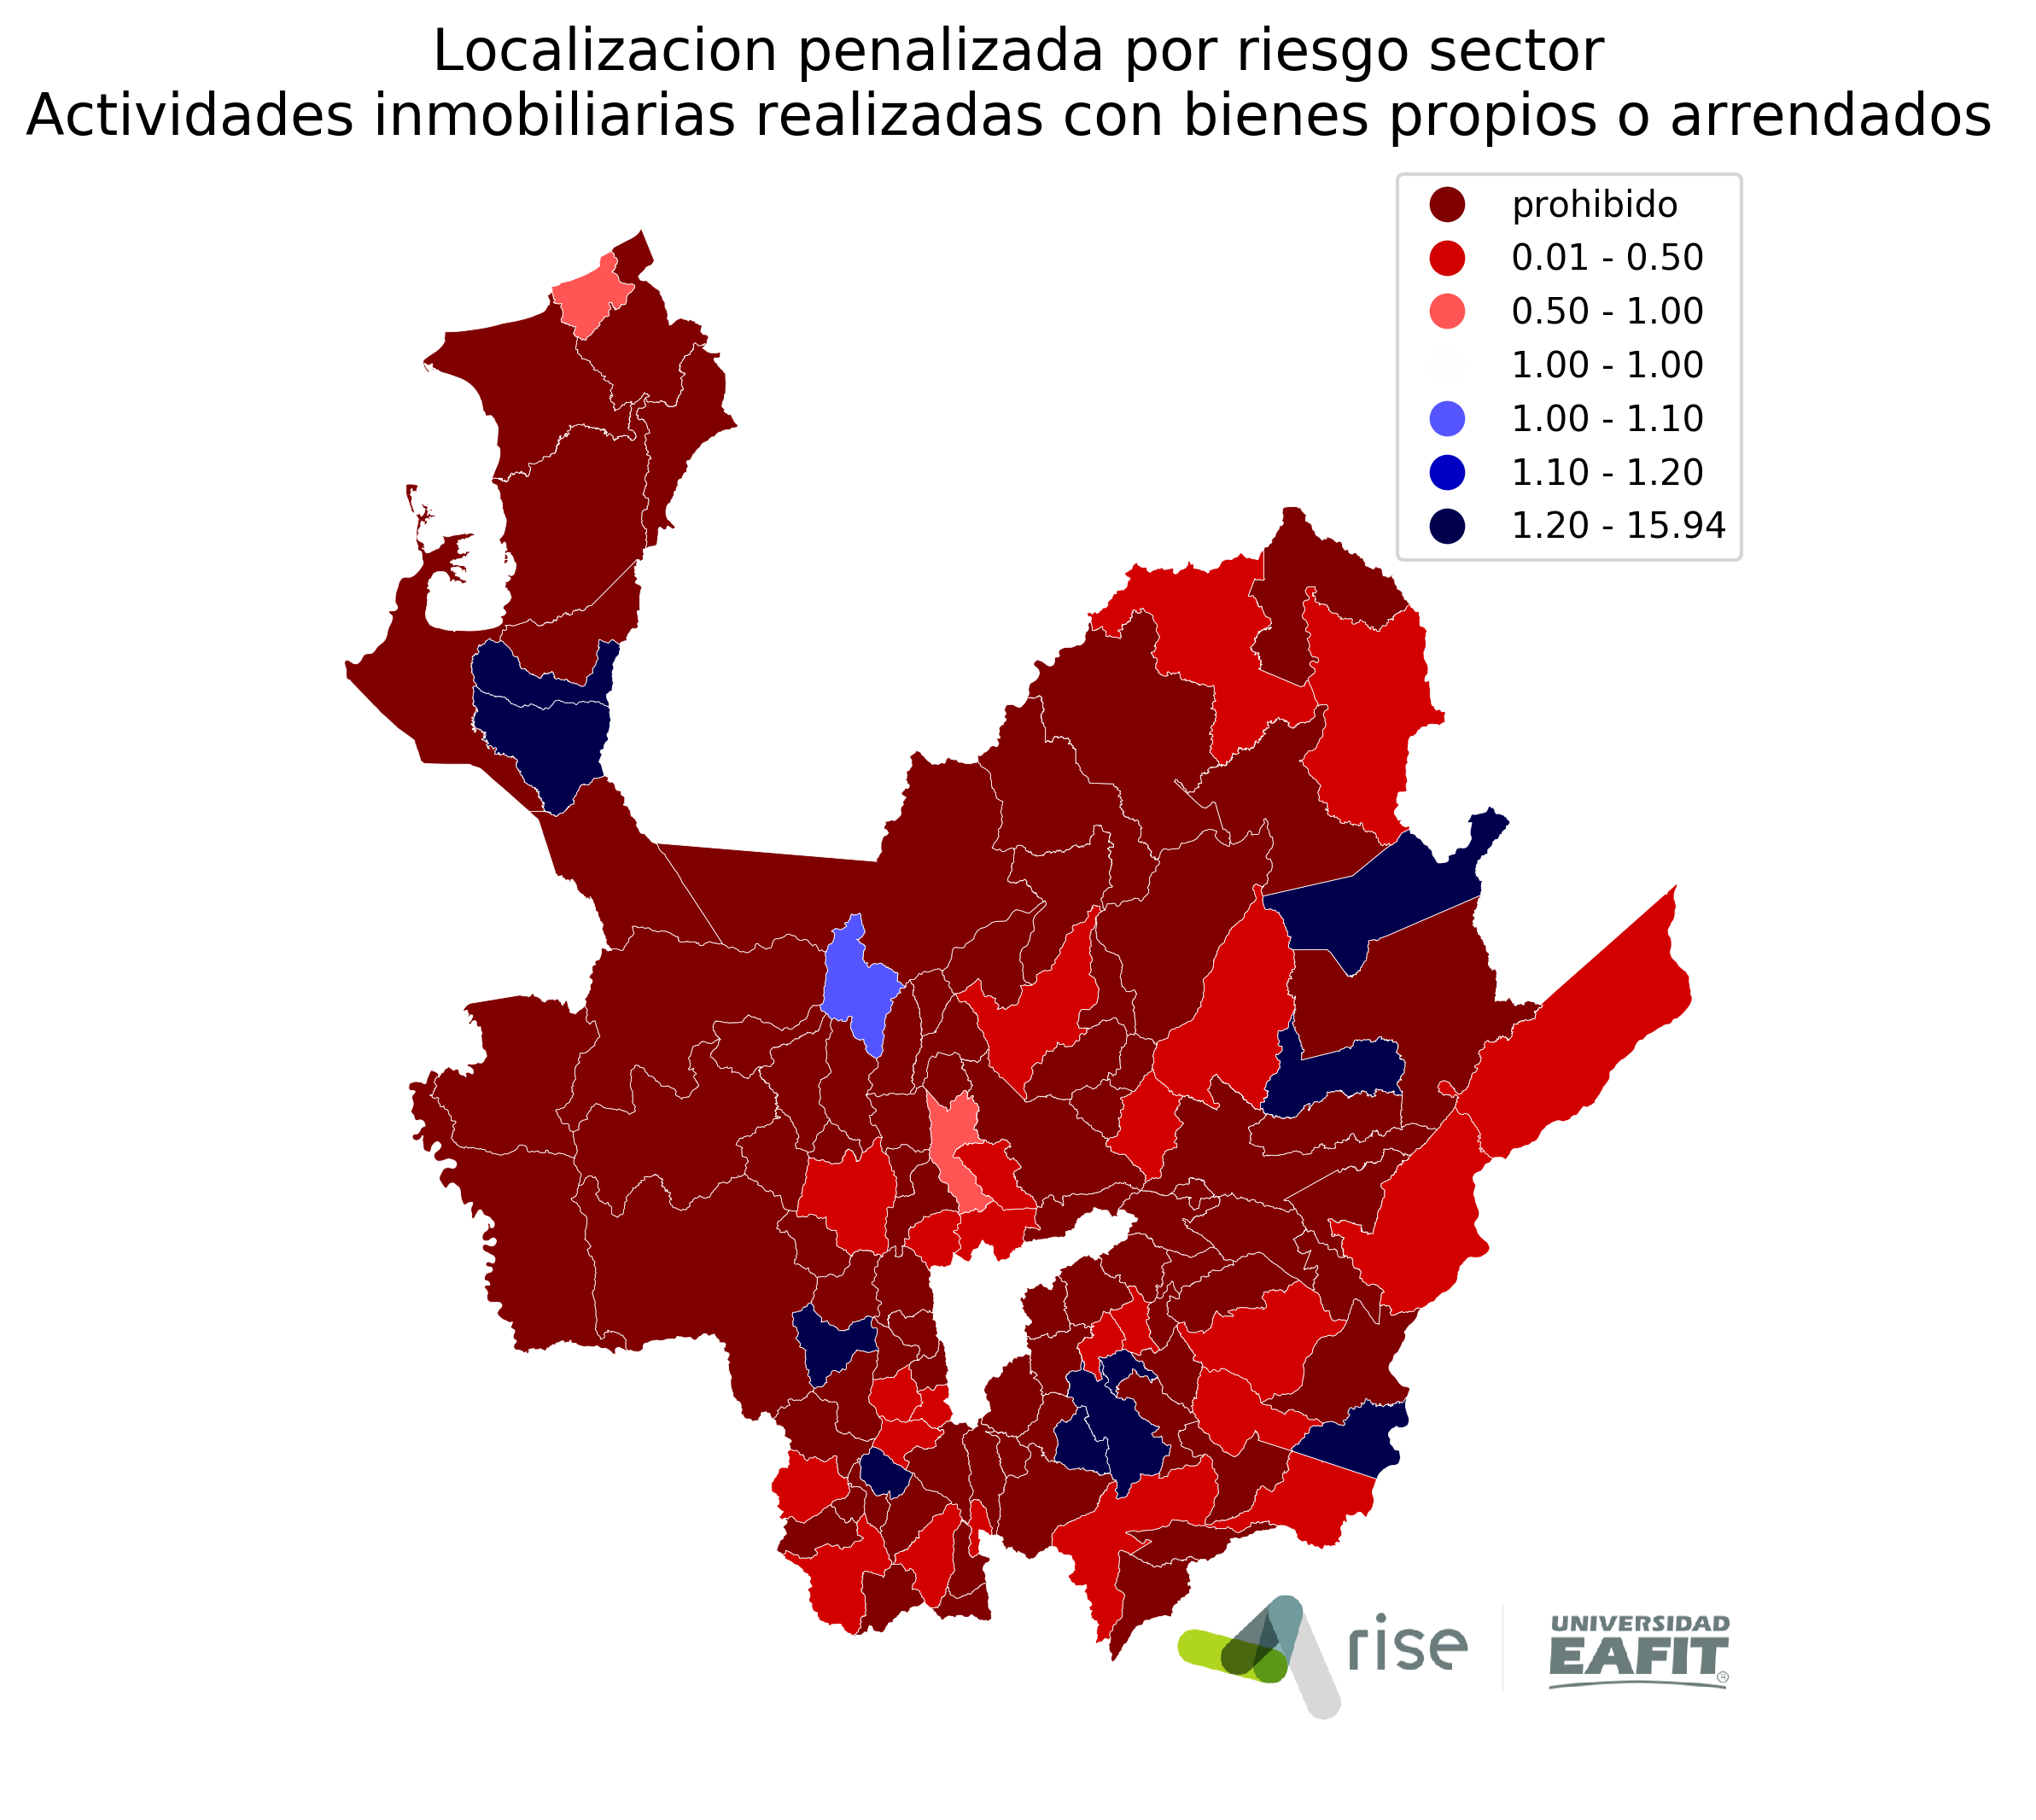 Localizacion penalizada por riesgo sector
Actividades inmobiliarias realizadas con bienes propios o arrendados
prohibido
0.01 - 0.50
0.50 - 1.00
1.00 - 1.00
1.00 - 1.10
1.10 - 1.20
1.20 - 15.94
rise
UNIVERSIDAD
EAFIT®